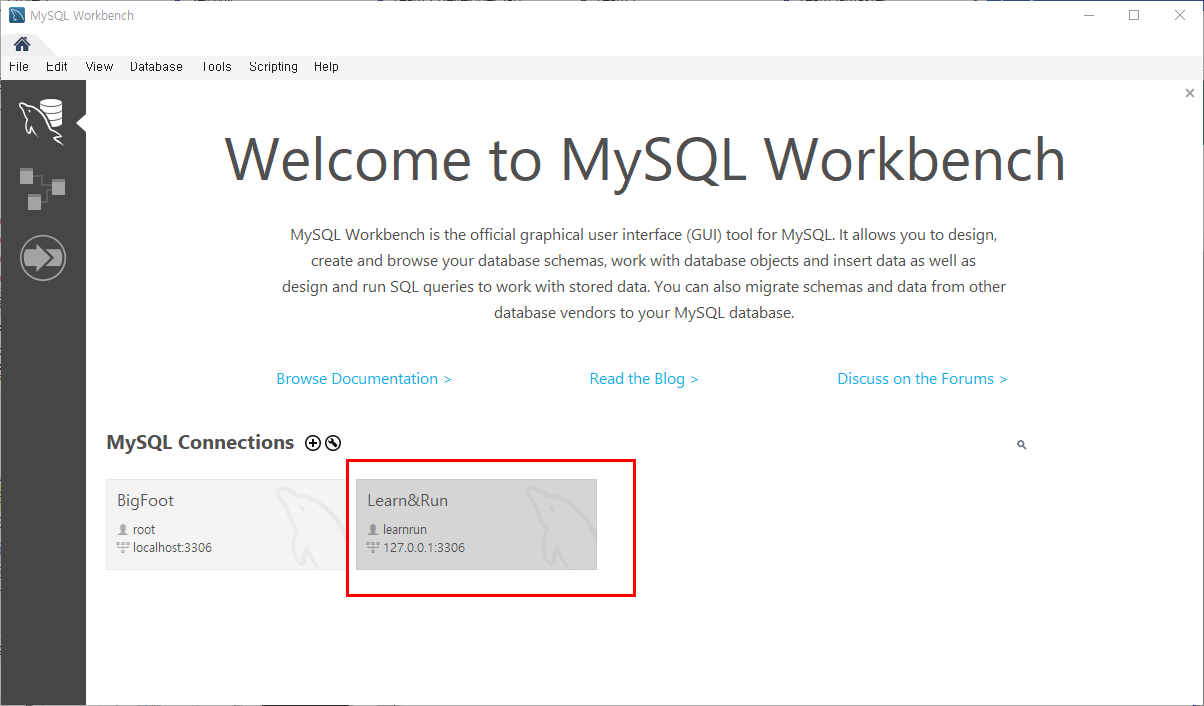 MySQL Workbench
File Edit View Database Tools Scripting Help
Welcome to MySQL Workbench
MySQL Workbench is the official graphical user interface (GUI) tool for MySQL. It allows you to design,
create and browse your database schemas, work with database objects and insert data as well as
design and run SQL queries to work with stored data. You can also migrate schemas and data from other
database vendors to your MySQL database.
Browse Documentation > Read the Blog > Discuss on the Forums >
MySQL Connections
BigFoot
root
localhost:3306
Learn&Run
learnrun
127.0.0.1:3306